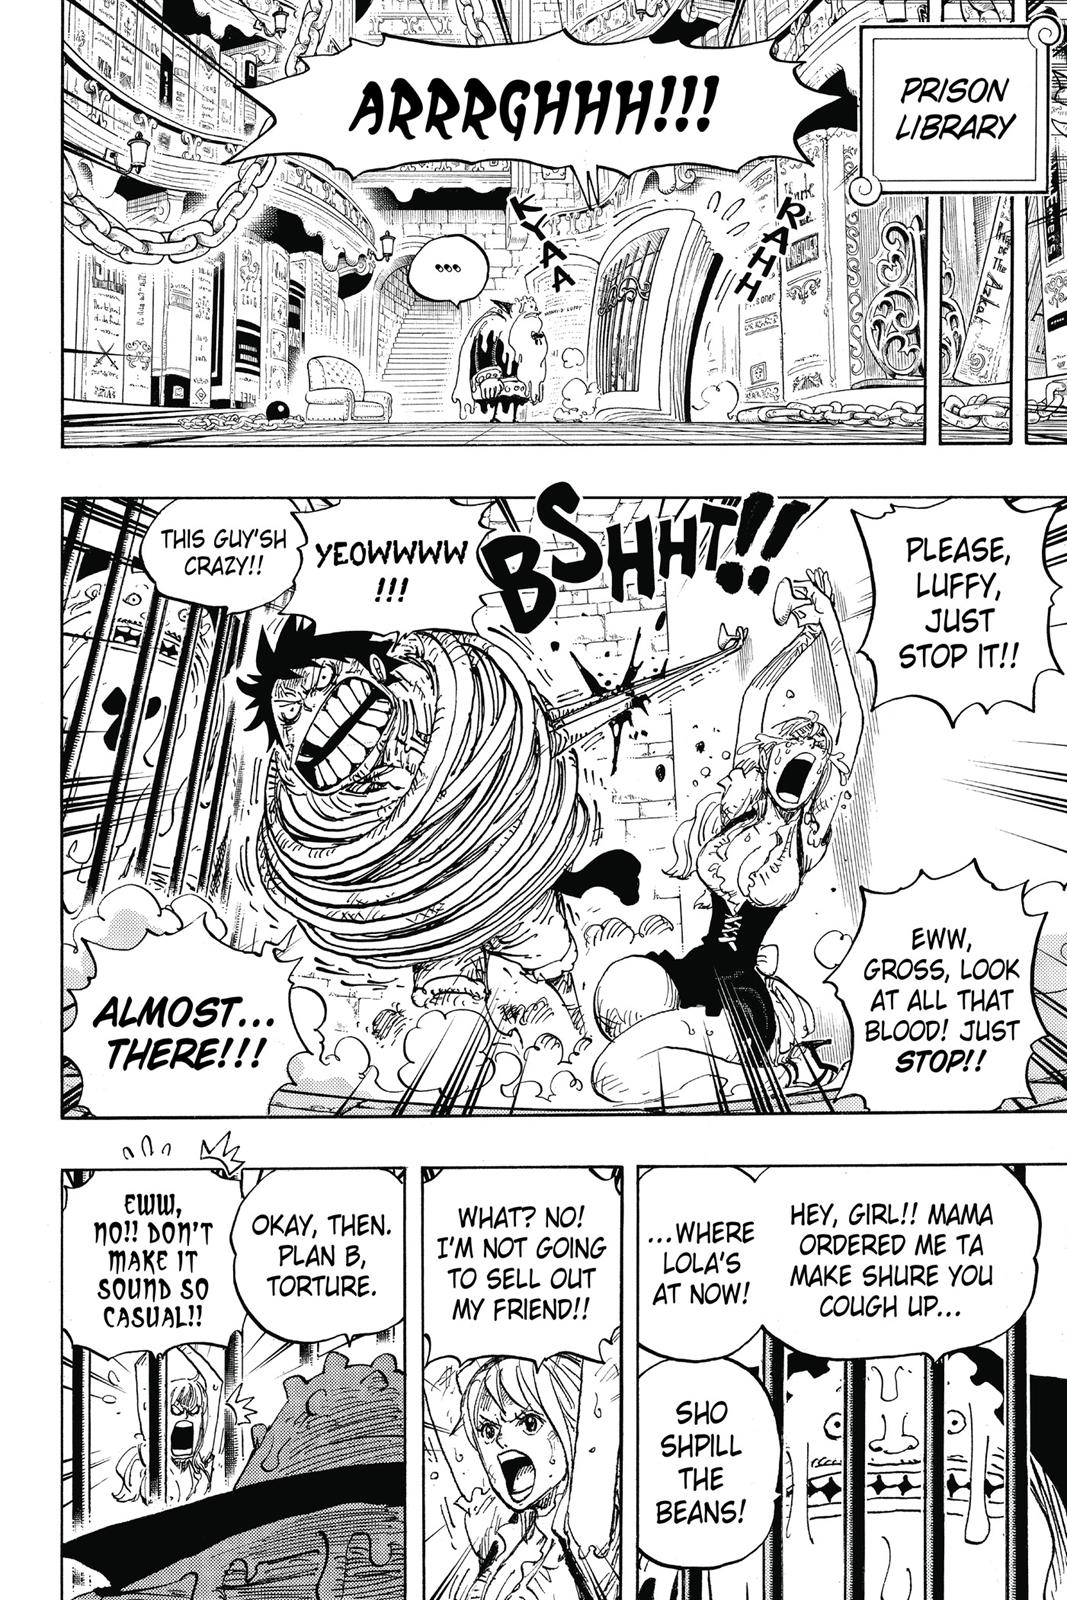 PRISON
LIBRARY
ARRRGHHH!!!
RAHH
KYAA
...
PLEASE,
LUFFY,
JUST
STOP IT!!
BSHHT!!
YEOWWWW
!!!
THIS GUY'SH
CRAZY!!
EWW,
GROSS, LOOK
AT ALL THAT
BLOOD! JUST
STOP!!
ALMOST...
THERE!!!
HEY, GIRL!! MAMA
ORDERED ME TA
MAKE SHURE YOU
COUGH UP...
...WHERE
LOLA'S
AT NOW!
SHO
SHPILL
THE
BEANS!
WHAT? NO!
I'M NOT GOING
TO SELL OUT
MY FRIEND!!
OKAY, THEN.
PLAN B,
TORTURE.
EWW,
NO!! DON'T
MAKE IT
SOUND SO
CASUAL!!